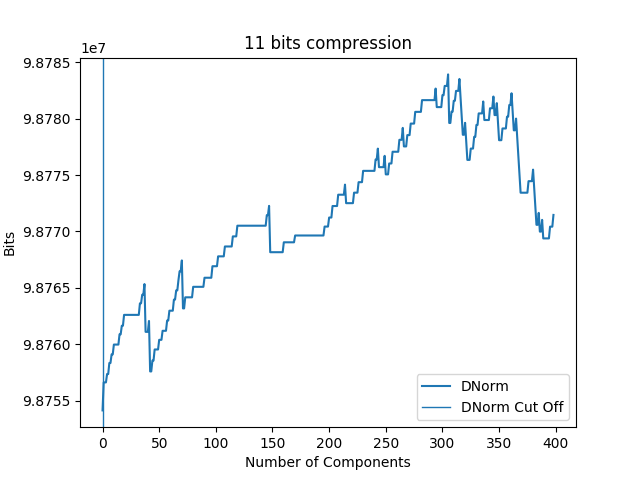 11 bits compression
1e7
9.8785
9.8780
9.8775
9.8770
9.8765
9.8760
9.8755
Bits
0 50 100 150 200 250 300 350 400
Number of Components
DNorm
DNorm Cut Off